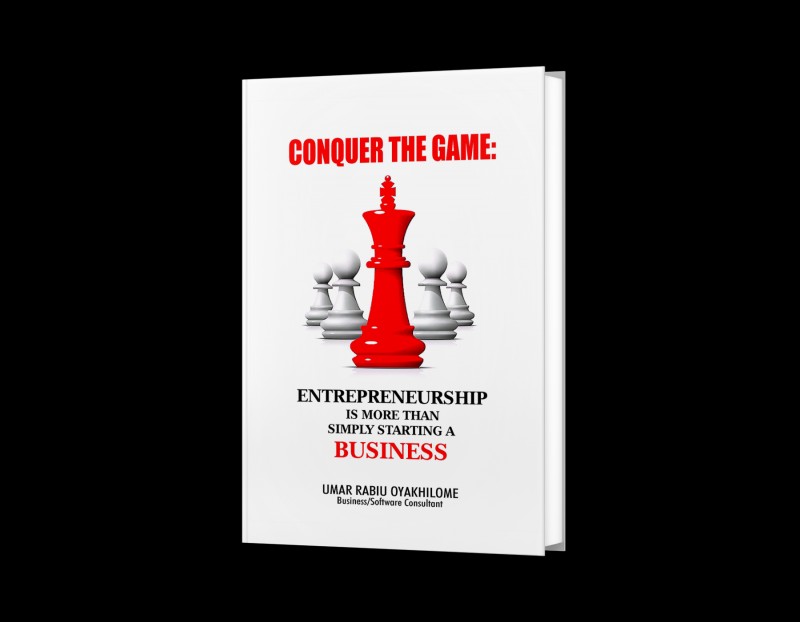 CONQUER THE GAME:
ENTREPRENEURSHIP
IS MORE THAN
SIMPLY STARTING A
BUSINESS
UMAR RABIU OYAKHILOME
Business/Software Consultant